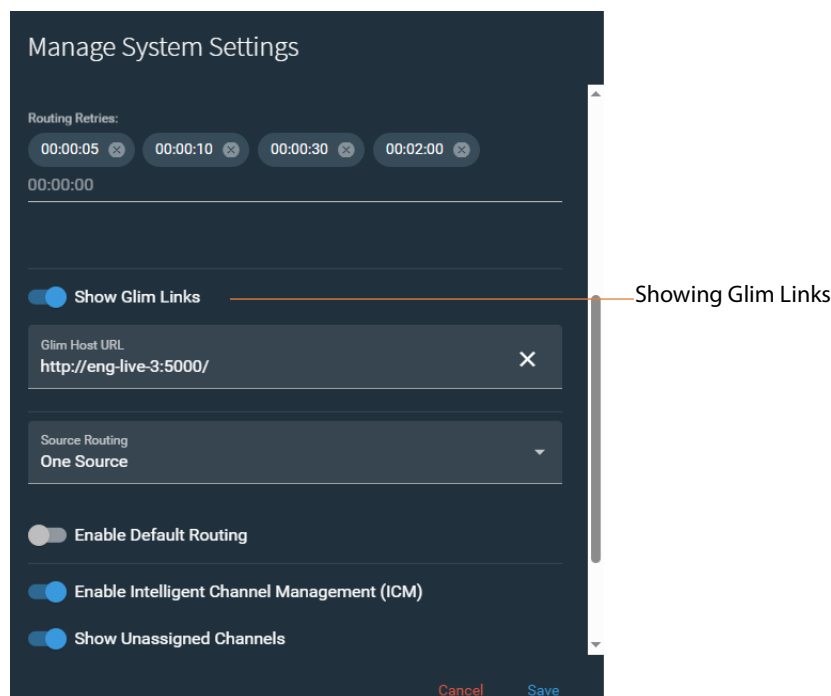 Manage System Settings
Routing Retries:
00:00:05 00:00:10 00:00:30 00:02:00
00:00:00
Show Glim Links
Showing Glim Links
Glim Host URL
http://eng-live-3:5000/
Source Routing
One Source
Enable Default Routing
Enable Intelligent Channel Management (ICM)
Show Unassigned Channels
Cancel Save